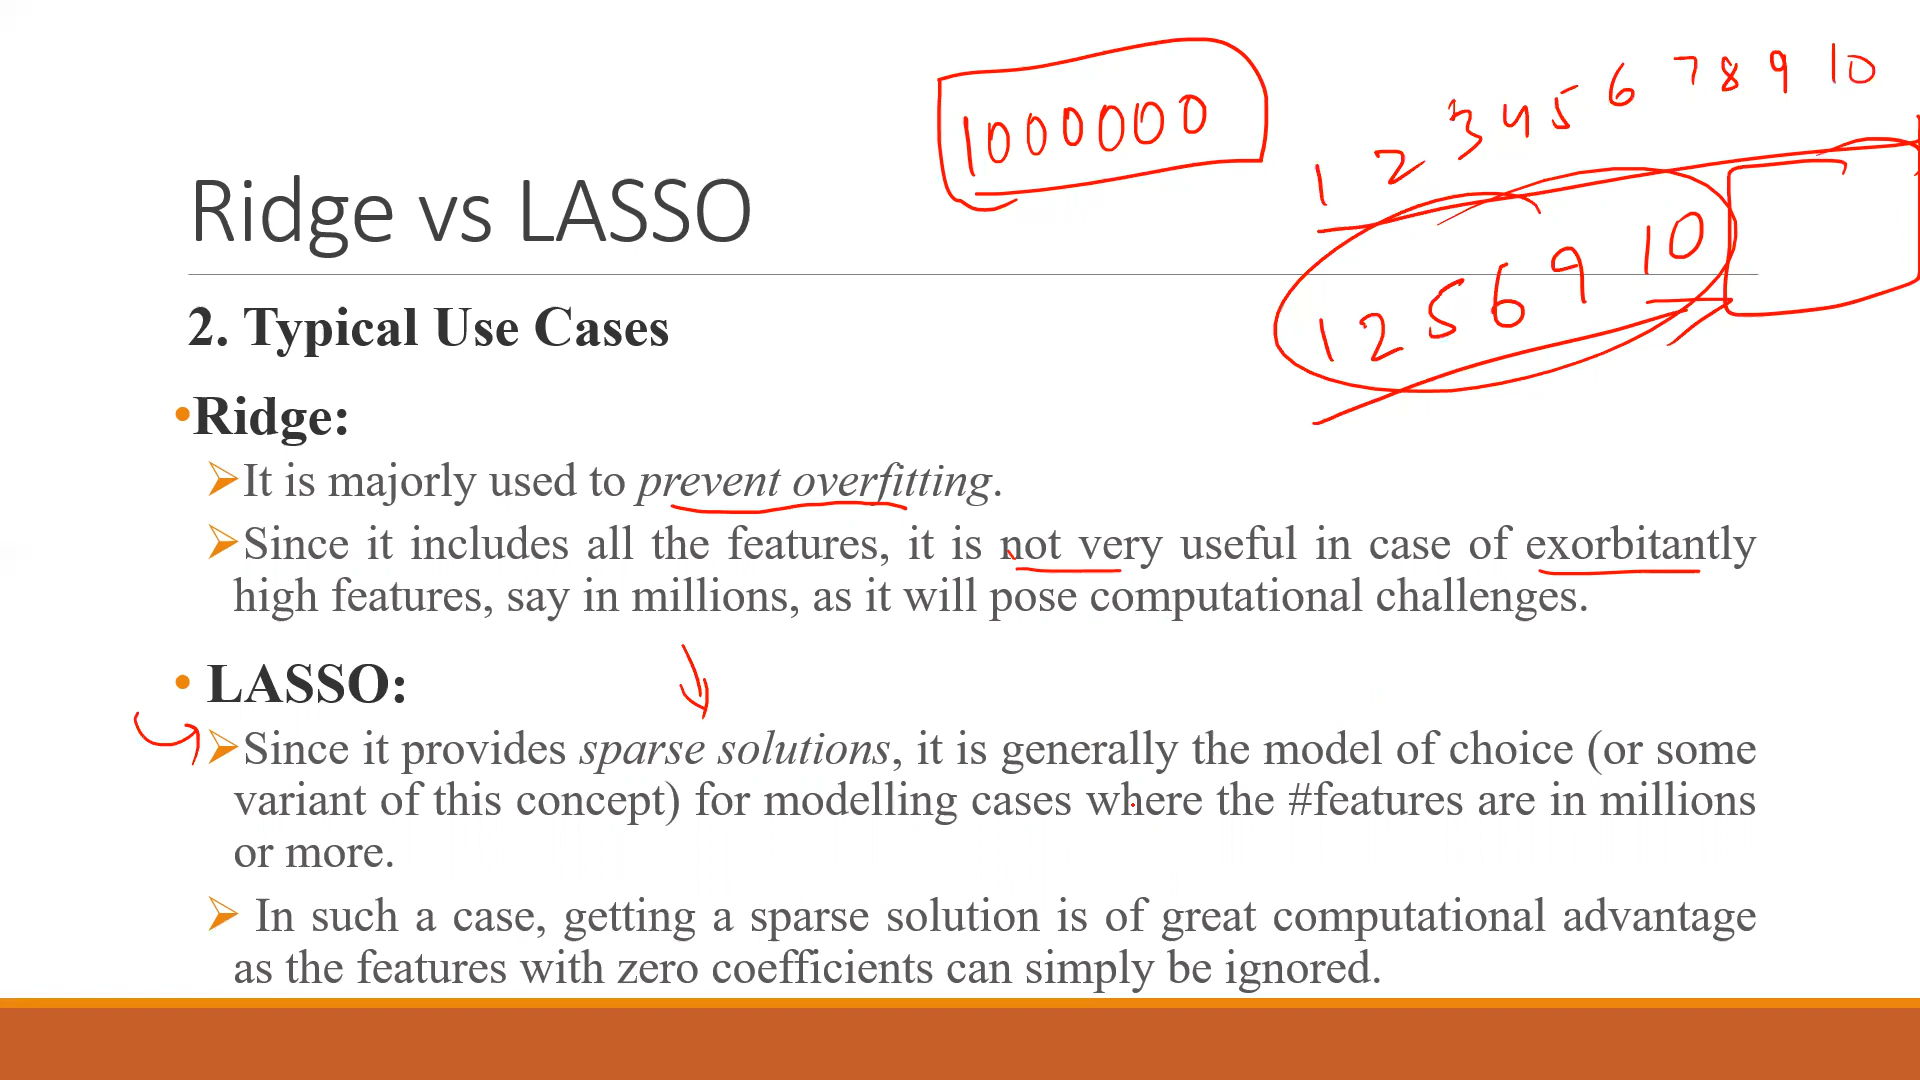 1000000
1 2 3 4 5 6 7 8 9 10
Ridge vs LASSO
1 2 5 6 9 10
2. Typical Use Cases
•Ridge:
➢It is majorly used to prevent overfitting.
➢Since it includes all the features, it is not very useful in case of exorbitantly
high features, say in millions, as it will pose computational challenges.
• LASSO:
➢Since it provides sparse solutions, it is generally the model of choice (or some
variant of this concept) for modelling cases where the #features are in millions
or more.
➢ In such a case, getting a sparse solution is of great computational advantage
as the features with zero coefficients can simply be ignored.